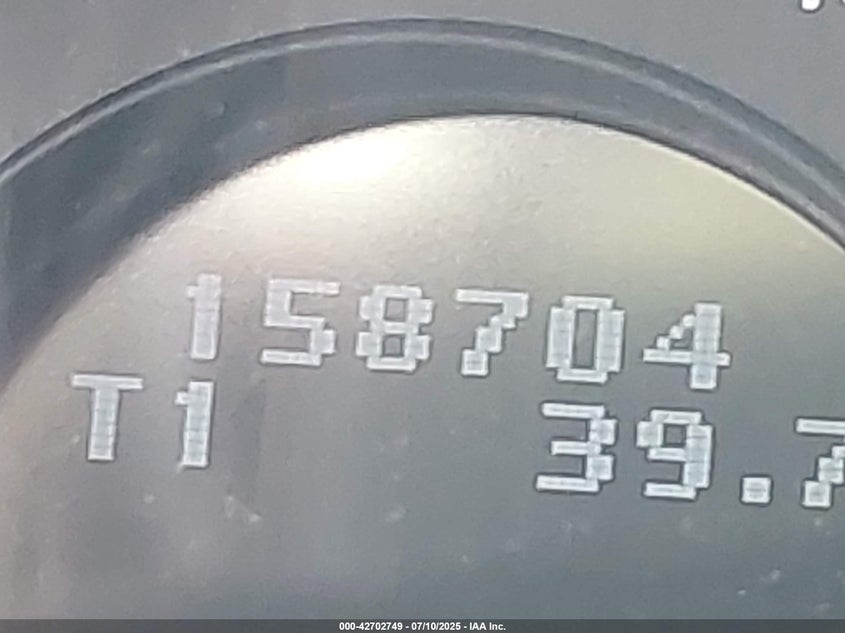 158704
T1 39.7
000-42702749 - 07/10/2025 - IAA Inc.